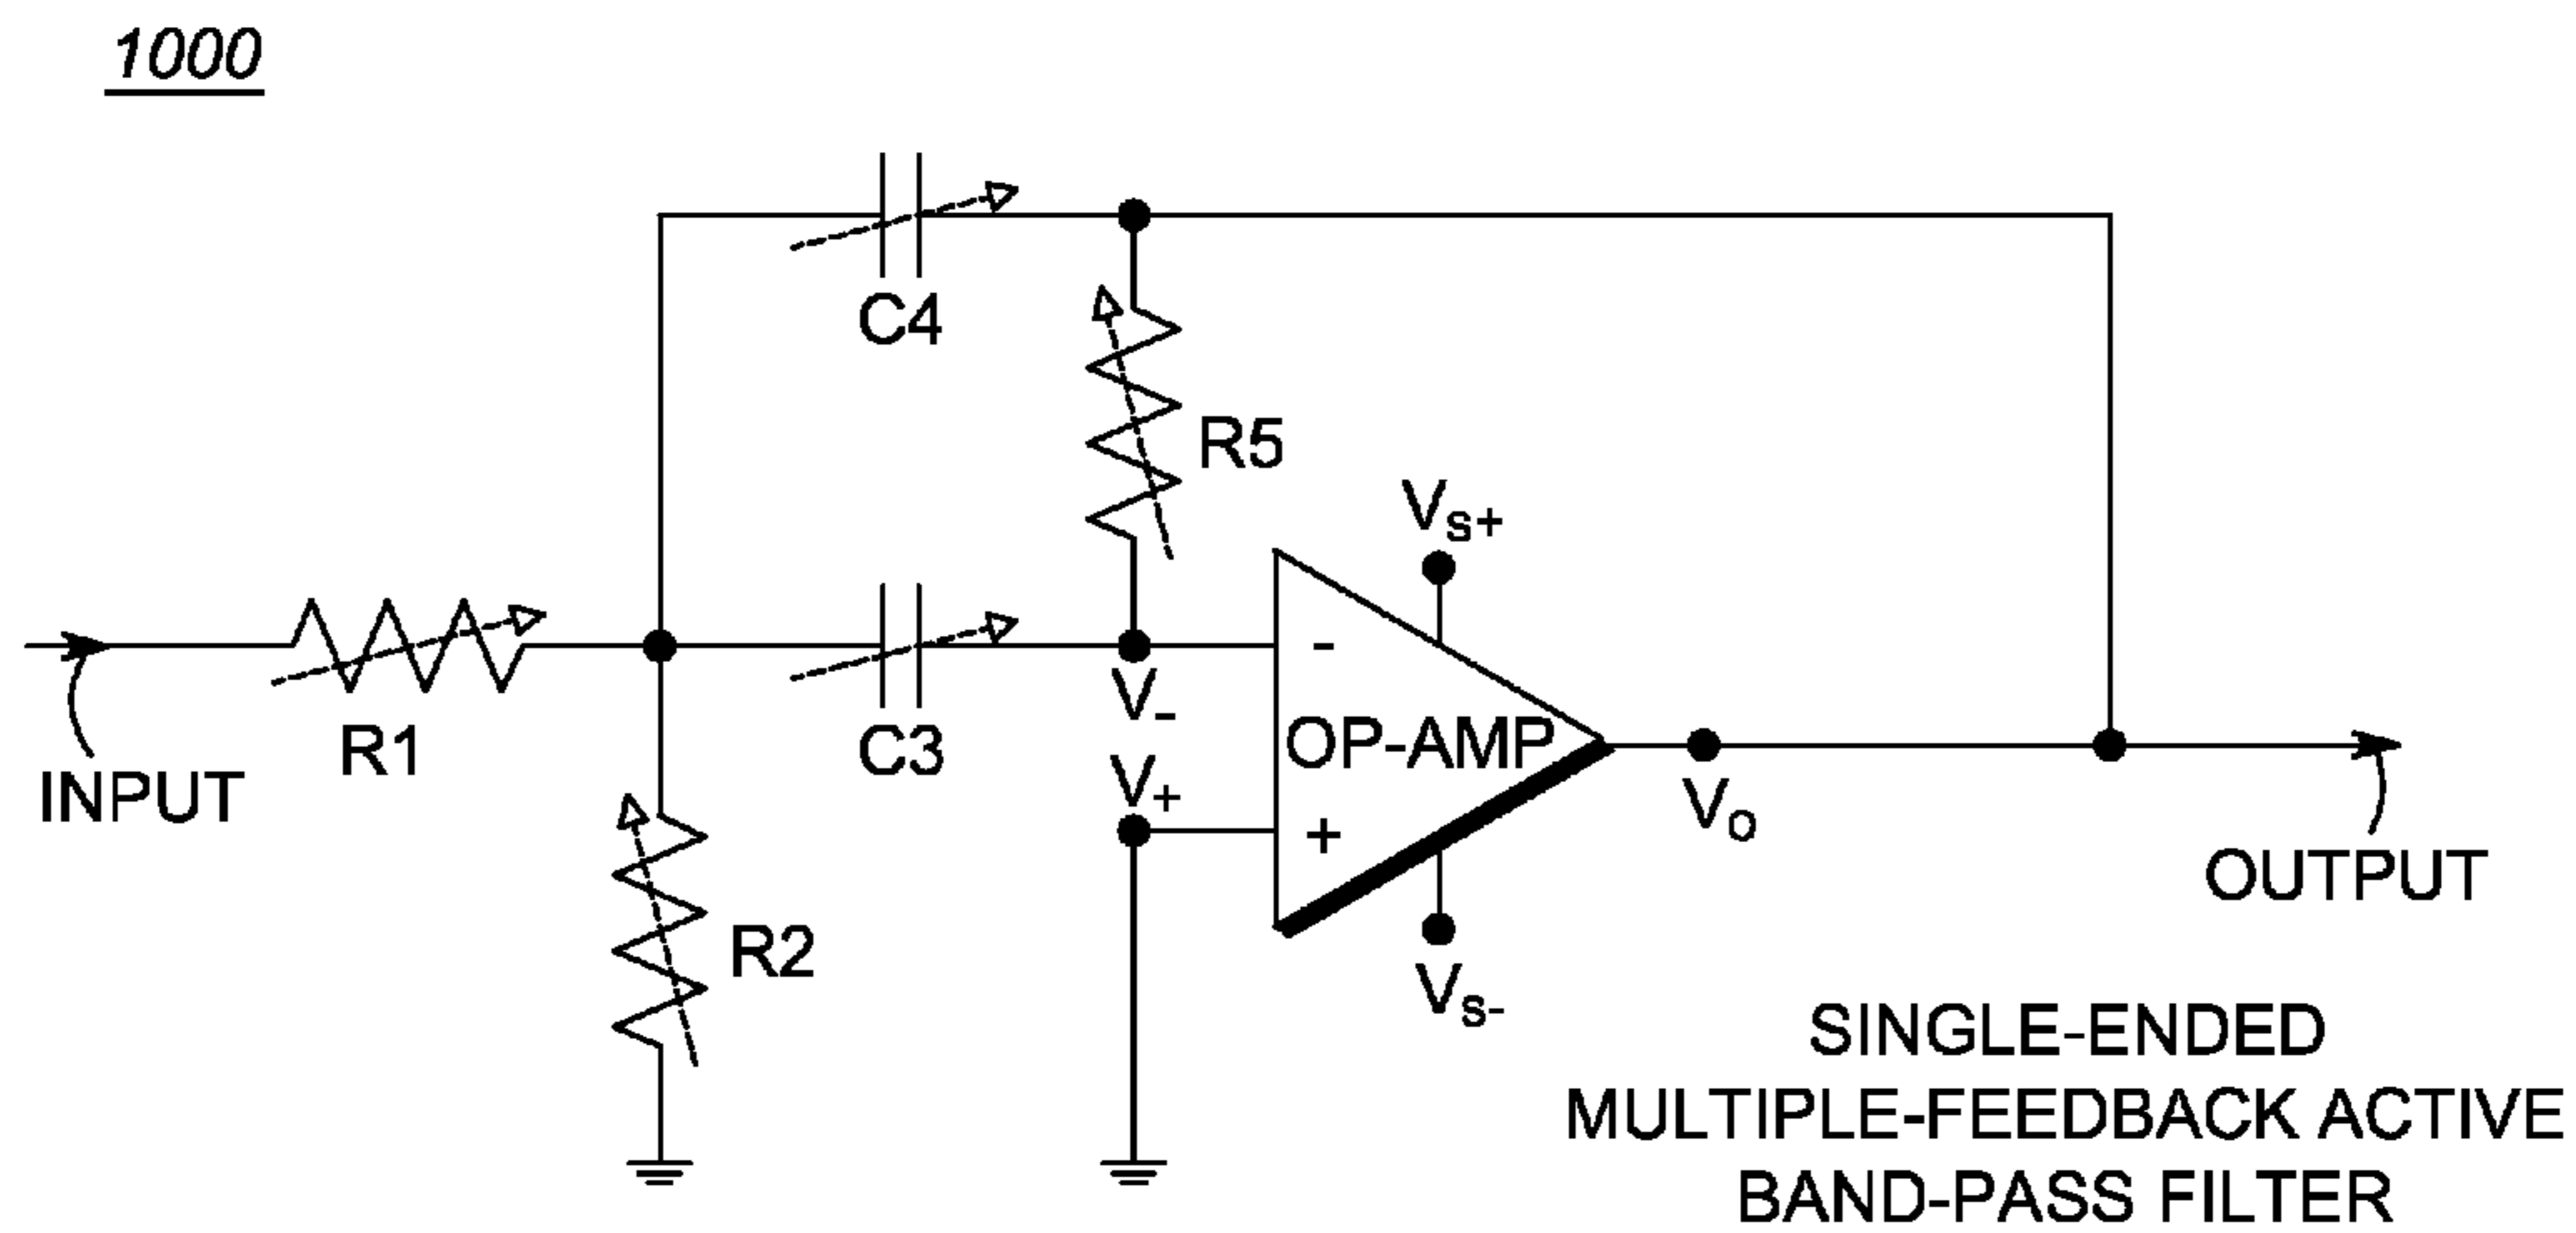 1000
C4
R5
VS+
-
V-
OP-AMP
R1
C3
INPUT
V+
+
VO
OUTPUT
R2
VS-
SINGLE-ENDED
MULTIPLE-FEEDBACK ACTIVE
BAND-PASS FILTER